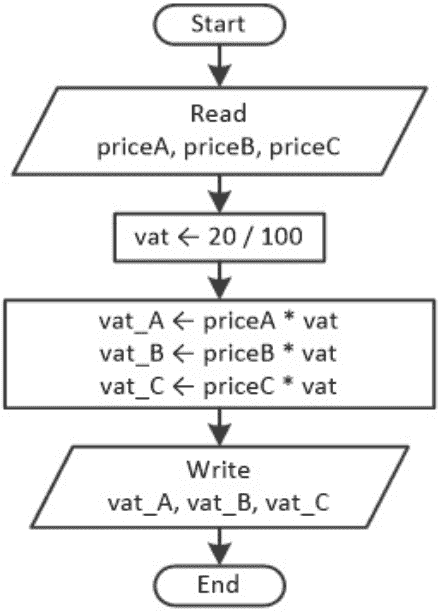 Start
Read
priceA, priceB, priceC
vat ← 20 / 100
vat_A ← priceA * vat
vat_B ← priceB * vat
vat_C ← priceC * vat
Write
vat_A, vat_B, vat_C
End